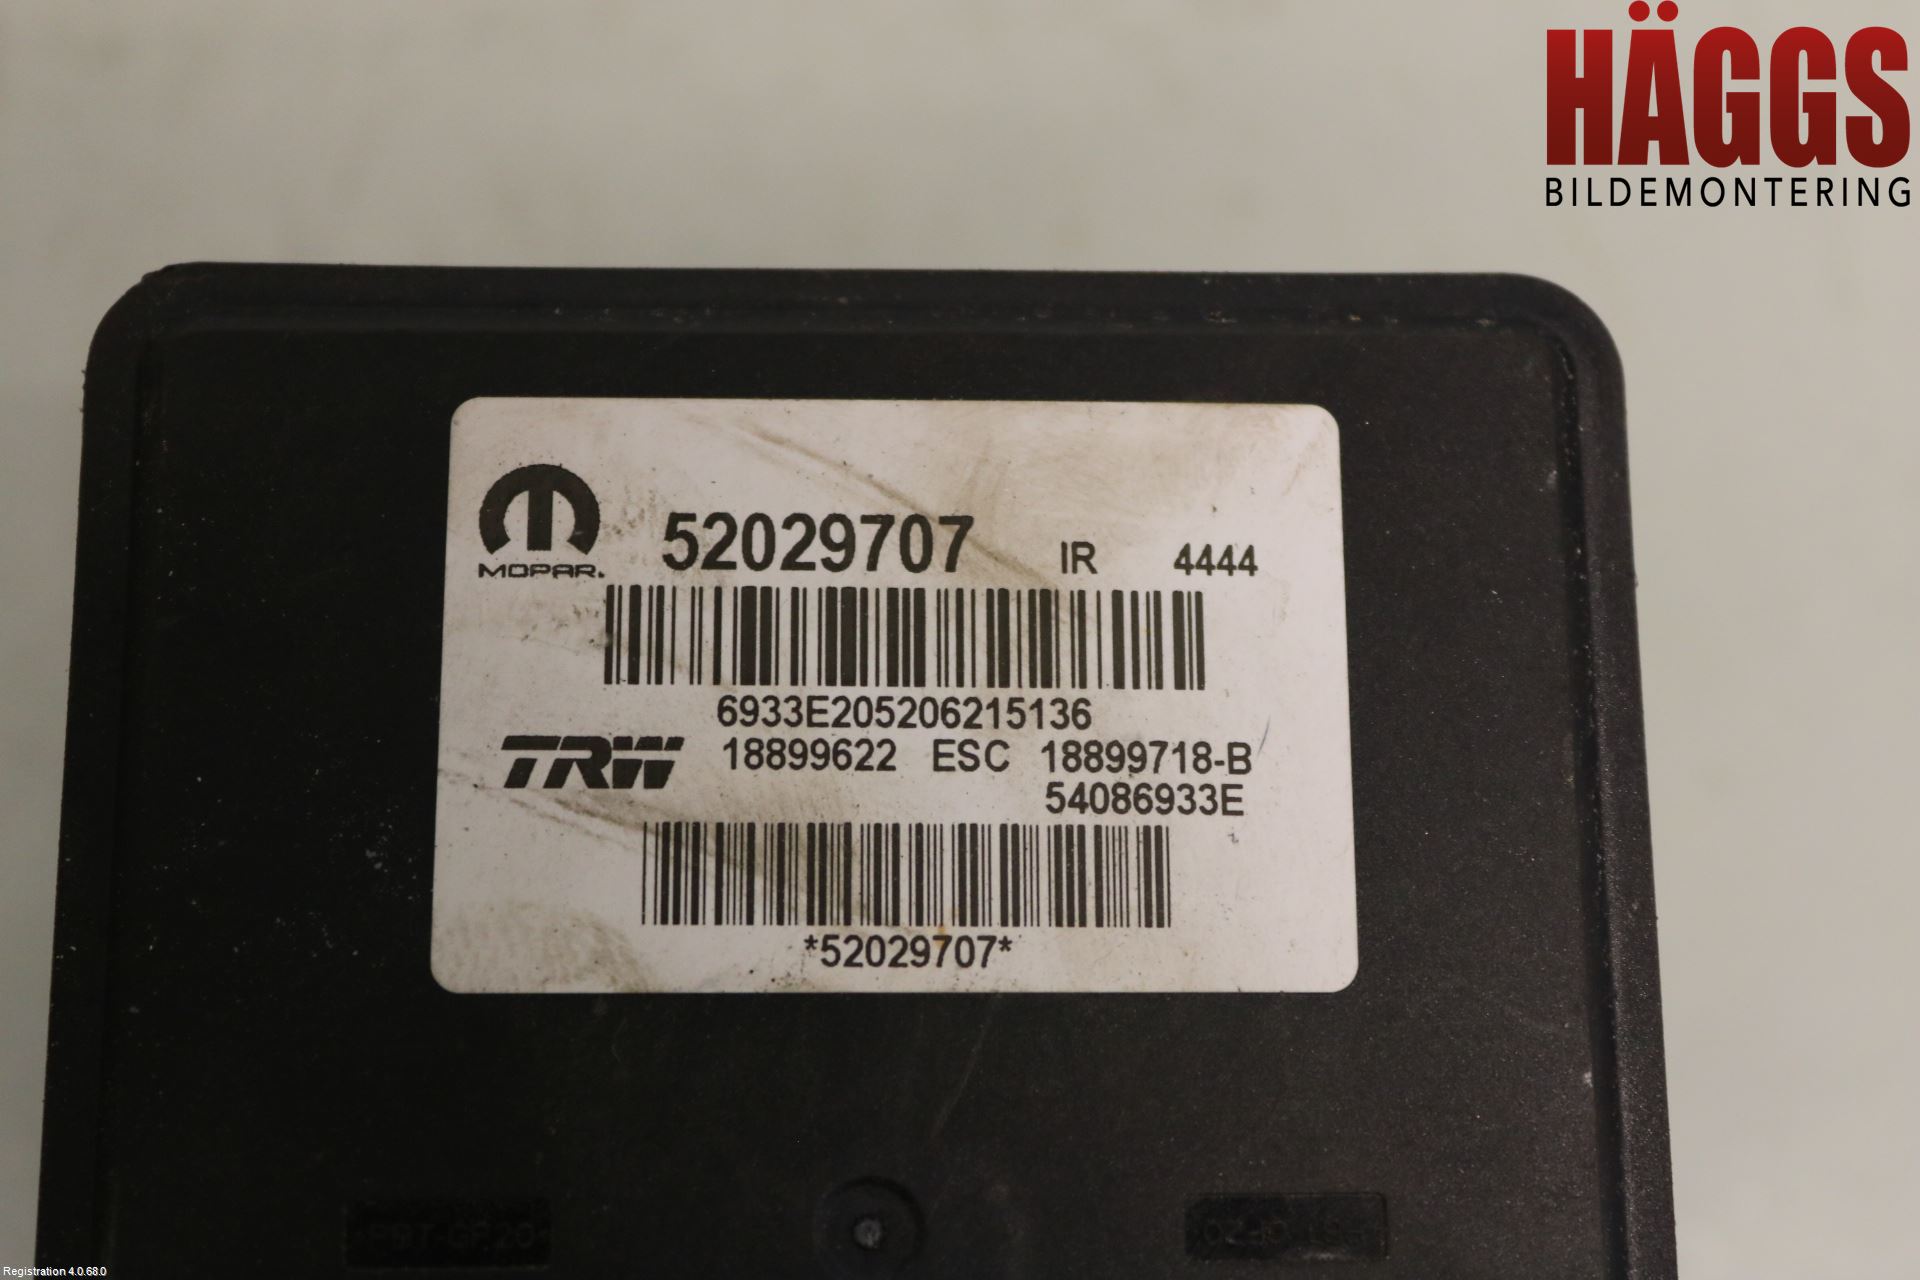 HÄGGS
BILDEMONTERING
MOPAR.
52029707 IR 4444
6933E205206215136
TRW 18899622 ESC 18899718-B
54086933E
*52029707*
Registration 4.0.68.0